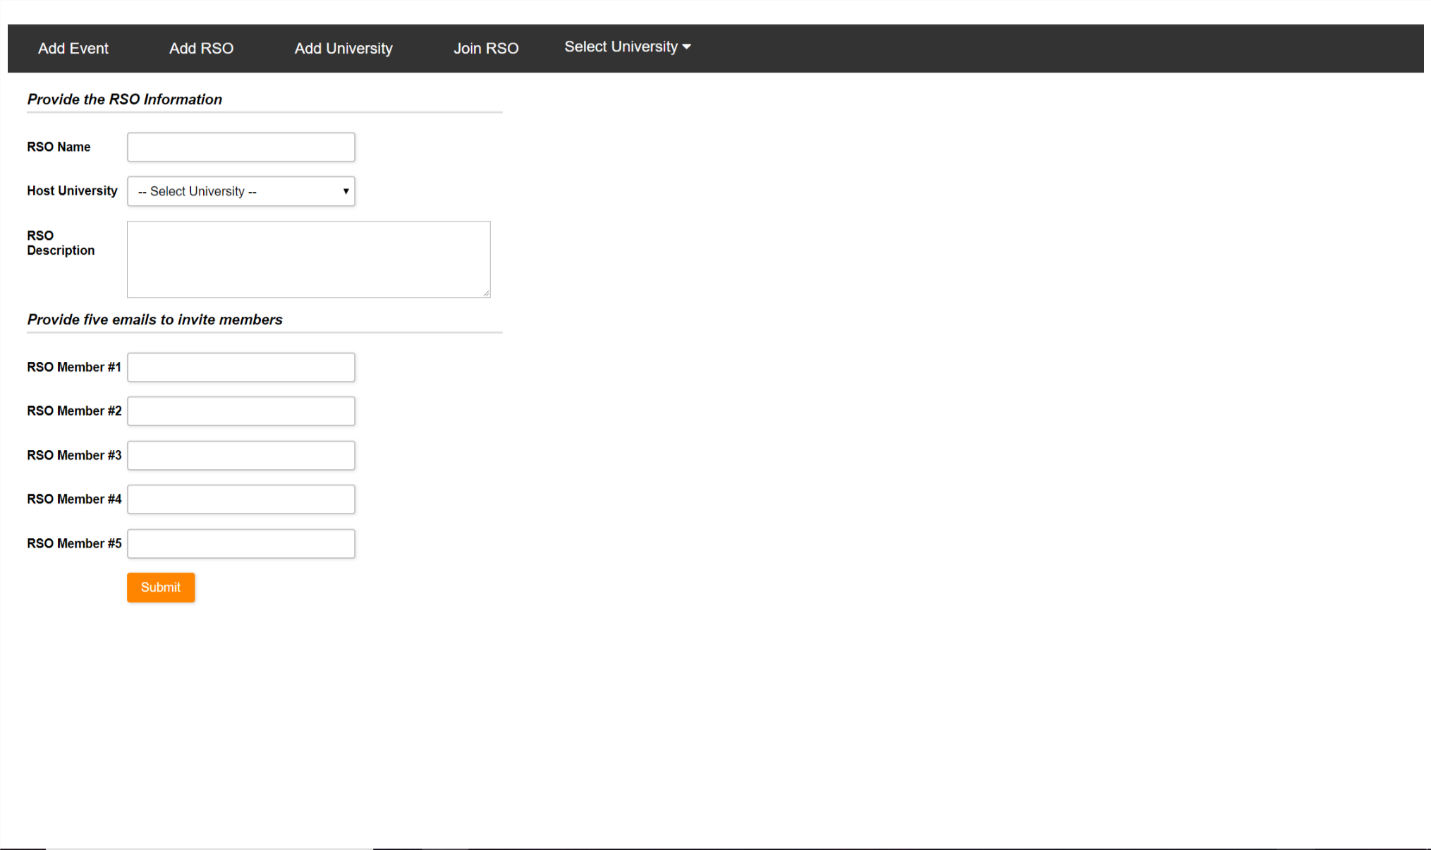 Add Event Add RSO Add University Join RSO Select University
Provide the RSO Information
RSO Name
Host University -- Select University --
RSO
Description
Provide five emails to invite members
RSO Member #1
RSO Member #2
RSO Member #3
RSO Member #4
RSO Member #5
Submit